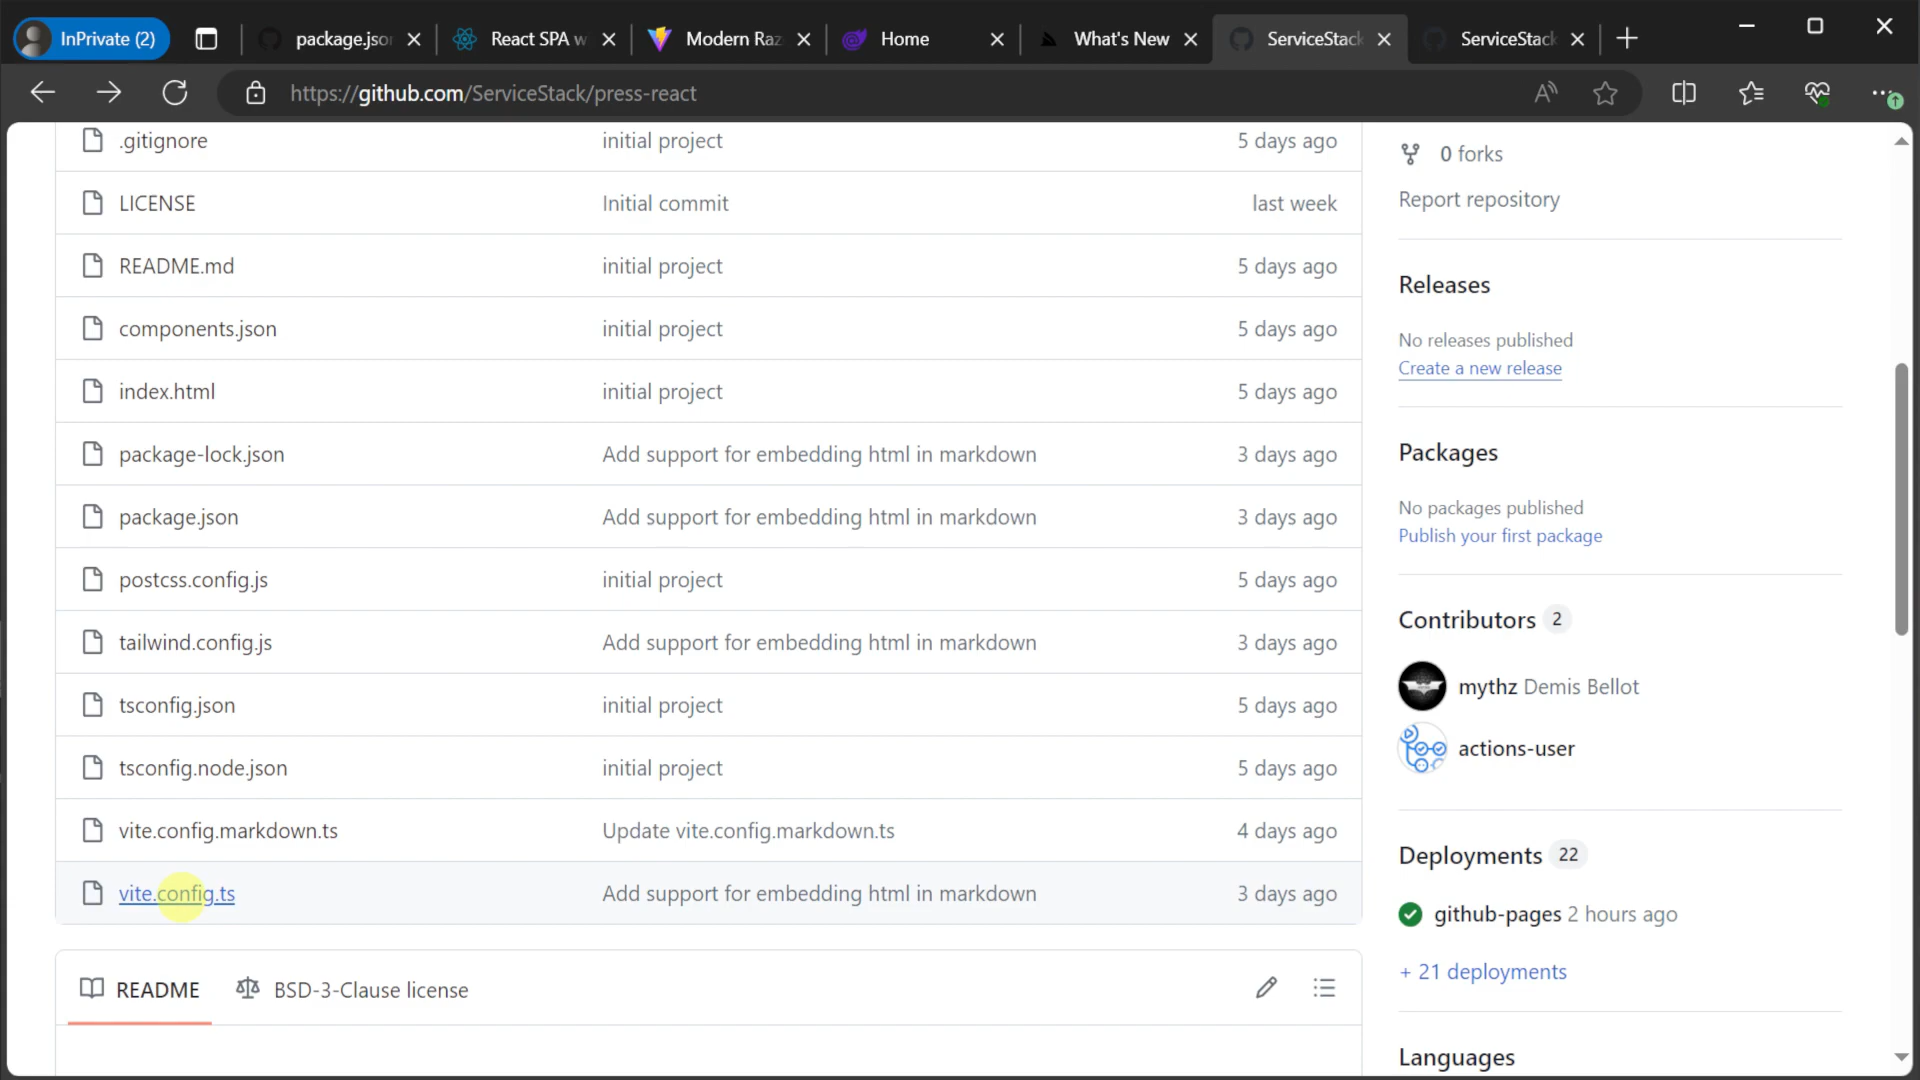 InPrivate (2)
package.jso
React SPA w
Modern Raz
Home
What's New
ServiceStack
ServiceStack
https://github.com/ServiceStack/press-react
.gitignore initial project 5 days ago
LICENSE Initial commit last week
README.md initial project 5 days ago
components.json initial project 5 days ago
index.html initial project 5 days ago
package-lock.json Add support for embedding html in markdown 3 days ago
package.json Add support for embedding html in markdown 3 days ago
postcss.config.js initial project 5 days ago
tailwind.config.js Add support for embedding html in markdown 3 days ago
tsconfig.json initial project 5 days ago
tsconfig.node.json initial project 5 days ago
vite.config.markdown.ts Update vite.config.markdown.ts 4 days ago
vite.config.ts Add support for embedding html in markdown 3 days ago
README
BSD-3-Clause license
0 forks
Report repository
Releases
No releases published
Create a new release
Packages
No packages published
Publish your first package
Contributors 2
mythz Demis Bellot
actions-user
Deployments 22
github-pages 2 hours ago
+ 21 deployments
Languages